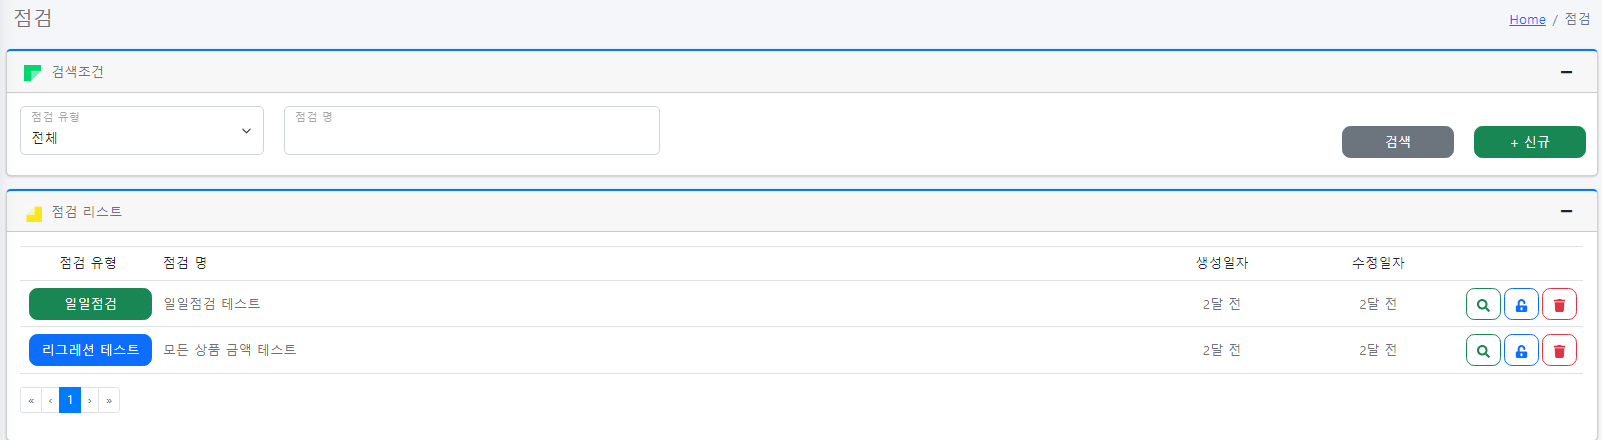 점검
Home / 점검
검색조건
점검 유형
전체
점검 명
검색
+ 신규
점검 리스트
점검 유형 점검 명 생성일자 수정일자
일일점검 일일점검 테스트 2달 전 2달 전
리그레션 테스트 모든 상품 금액 테스트 2달 전 2달 전
« ‹ 1 › »